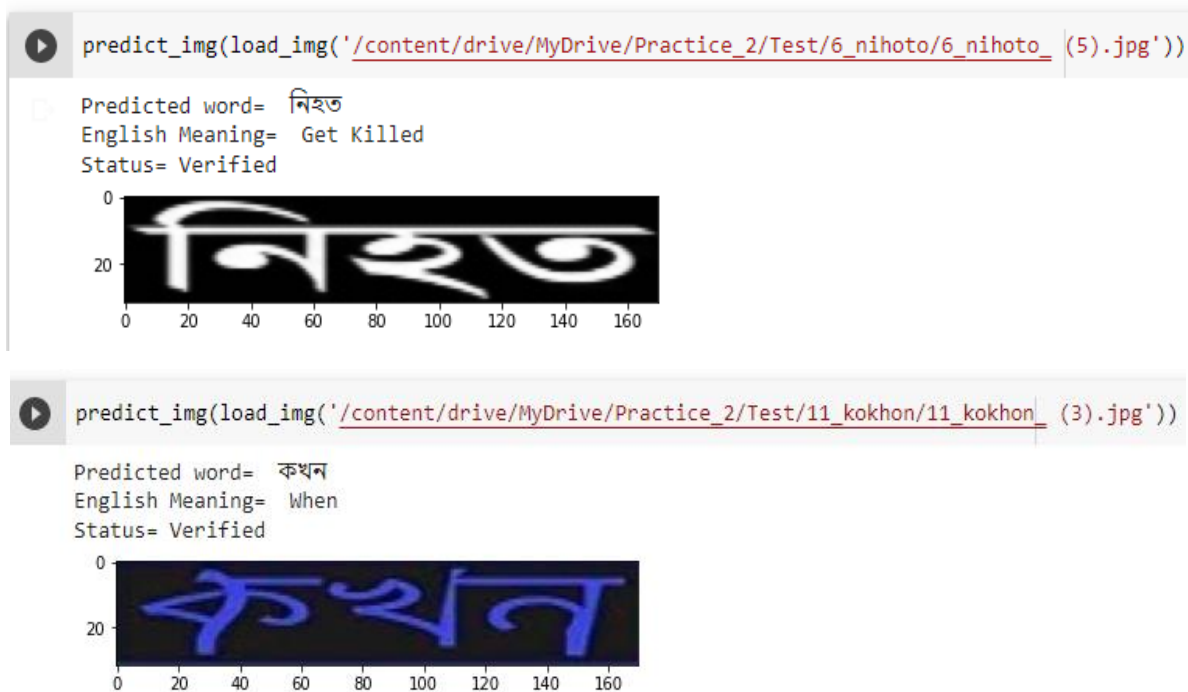 predict_img(load_img('/content/drive/MyDrive/Practice_2/Test/6_nihoto/6_nihoto_ (5).jpg'))
Predicted word= নিহত
English Meaning= Get Killed
Status= Verified
0
20
নিহত
0 20 40 60 80 100 120 140 160
predict_img(load_img('/content/drive/MyDrive/Practice_2/Test/11_kokhon/11_kokhon_ (3).jpg'))
Predicted word= কখন
English Meaning= When
Status= Verified
0
20
কখন
0 20 40 60 80 100 120 140 160